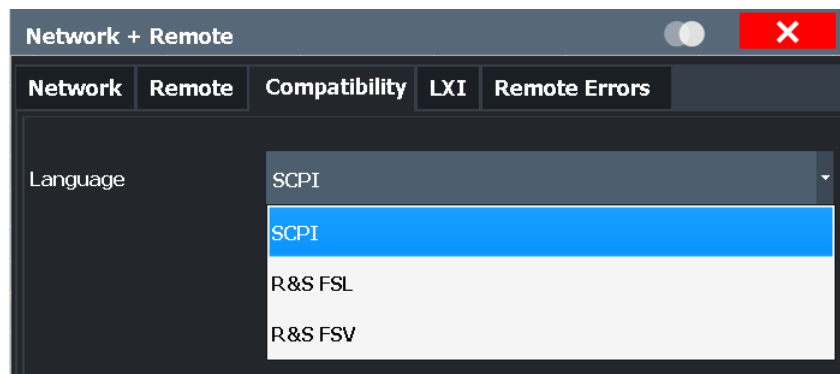 Network + Remote
Network Remote Compatibility LXI Remote Errors
Language SCPI
SCPI
R&S FSL
R&S FSV